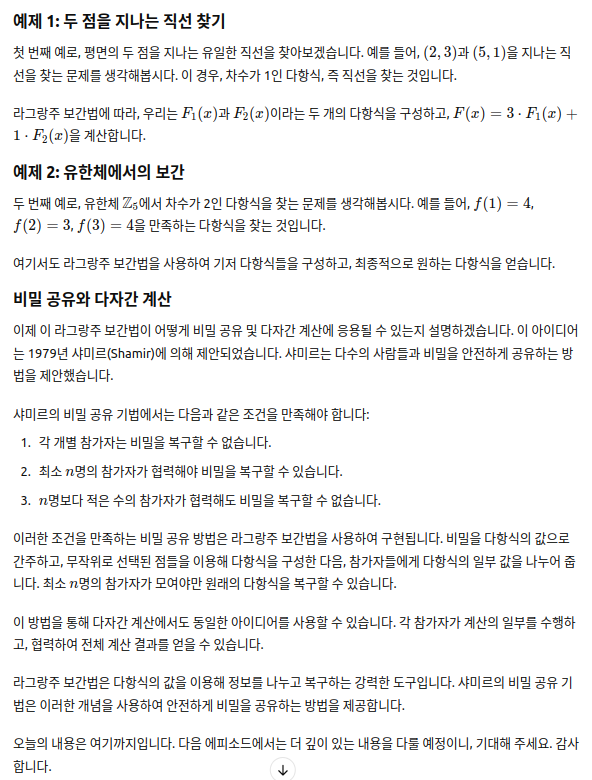 예제 1: 두 점을 지나는 직선 찾기
첫 번째 예로, 평면의 두 점을 지나는 유일한 직선을 찾아보겠습니다. 예를 들어, (2, 3)과 (5, 1)을 지나는 직
선을 찾는 문제를 생각해봅시다. 이 경우, 차수가 1인 다항식, 즉 직선을 찾는 것입니다.
라그랑주 보간법에 따라, 우리는 F₁(x)과 F₂(x)이라는 두 개의 다항식을 구성하고, F(x) = 3 · F₁(x) +
1 · F₂(x)을 계산합니다.
예제 2: 유한체에서의 보간
두 번째 예로, 유한체 ℤ₅에서 차수가 2인 다항식을 찾는 문제를 생각해봅시다. 예를 들어, f(1) = 4,
f(2) = 3, f(3) = 4을 만족하는 다항식을 찾는 것입니다.
여기서도 라그랑주 보간법을 사용하여 기저 다항식들을 구성하고, 최종적으로 원하는 다항식을 얻습니다.
비밀 공유와 다자간 계산
이제 이 라그랑주 보간법이 어떻게 비밀 공유 및 다자간 계산에 응용될 수 있는지 설명하겠습니다. 이 아이디어
는 1979년 샤미르(Shamir)에 의해 제안되었습니다. 샤미르는 다수의 사람들과 비밀을 안전하게 공유하는 방
법을 제안했습니다.
샤미르의 비밀 공유 기법에서는 다음과 같은 조건을 만족해야 합니다:
1. 각 개별 참가자는 비밀을 복구할 수 없습니다.
2. 최소 n명의 참가자가 협력해야 비밀을 복구할 수 있습니다.
3. n명보다 적은 수의 참가자가 협력해도 비밀을 복구할 수 없습니다.
이러한 조건을 만족하는 비밀 공유 방법은 라그랑주 보간법을 사용하여 구현됩니다. 비밀을 다항식의 값으로
간주하고, 무작위로 선택된 점들을 이용해 다항식을 구성한 다음, 참가자들에게 다항식의 일부 값을 나누어 줍
니다. 최소 n명의 참가자가 모여야만 원래의 다항식을 복구할 수 있습니다.
이 방법을 통해 다자간 계산에서도 동일한 아이디어를 사용할 수 있습니다. 각 참가자가 계산의 일부를 수행하
고, 협력하여 전체 계산 결과를 얻을 수 있습니다.
라그랑주 보간법은 다항식의 값을 이용해 정보를 나누고 복구하는 강력한 도구입니다. 샤미르의 비밀 공유 기
법은 이러한 개념을 사용하여 안전하게 비밀을 공유하는 방법을 제공합니다.
오늘의 내용은 여기까지입니다. 다음 에피소드에서는 더 깊이 있는 내용을 다룰 예정이니, 기대해 주세요. 감사
합니다.